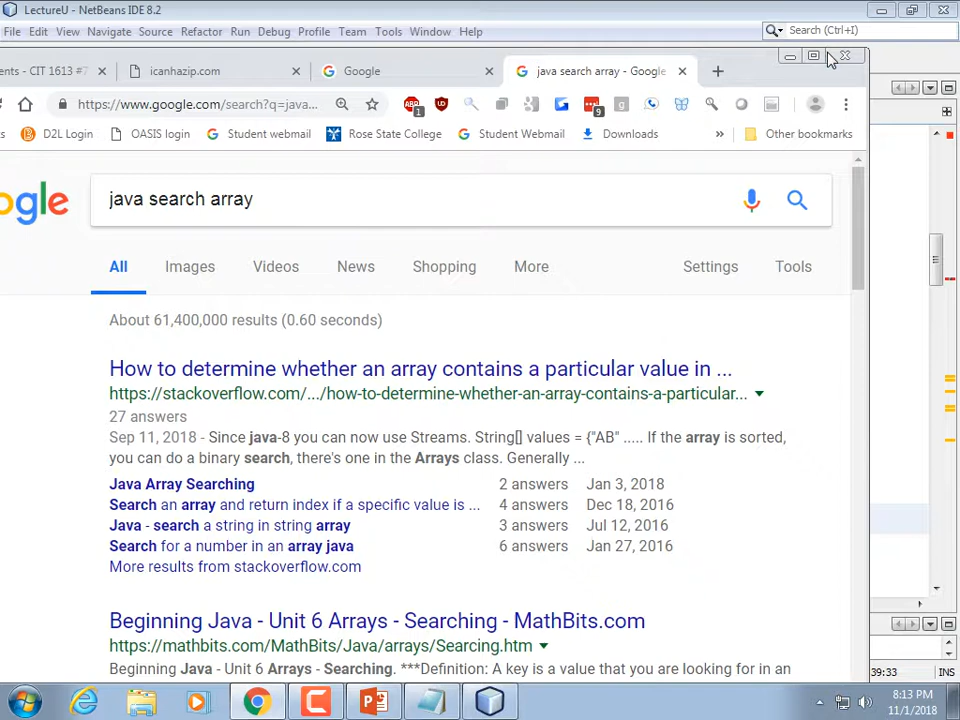 LectureU - NetBeans IDE 8.2
File Edit View Navigate Source Refactor Run Debug Profile Team Tools Window Help
Search (Ctrl+I)
ents - CIT 1613 #7
icanhazip.com
Google
java search array - Google
https://www.google.com/search?q=java...
1
9
D2L Login
OASIS login
Student webmail
Rose State College
Student Webmail
Downloads
»
Other bookmarks
ogle
java search array
All Images Videos News Shopping More Settings Tools
About 61,400,000 results (0.60 seconds)
How to determine whether an array contains a particular value in ...
https://stackoverflow.com/.../how-to-determine-whether-an-array-contains-a-particular...
27 answers
Sep 11, 2018 - Since java-8 you can now use Streams. String[] values = {"AB" ..... If the array is sorted,
you can do a binary search, there's one in the Arrays class. Generally ...
Java Array Searching 2 answers Jan 3, 2018
Search an array and return index if a specific value is ... 4 answers Dec 18, 2016
Java - search a string in string array 3 answers Jul 12, 2016
Search for a number in an array java 6 answers Jan 27, 2016
More results from stackoverflow.com
Beginning Java - Unit 6 Arrays - Searching - MathBits.com
https://mathbits.com/MathBits/Java/arrays/Searcing.htm
Beginning Java - Unit 6 Arrays - Searching. ***Definition: A key is a value that you are looking for in an
39:33 INS
8:13 PM
11/1/2018